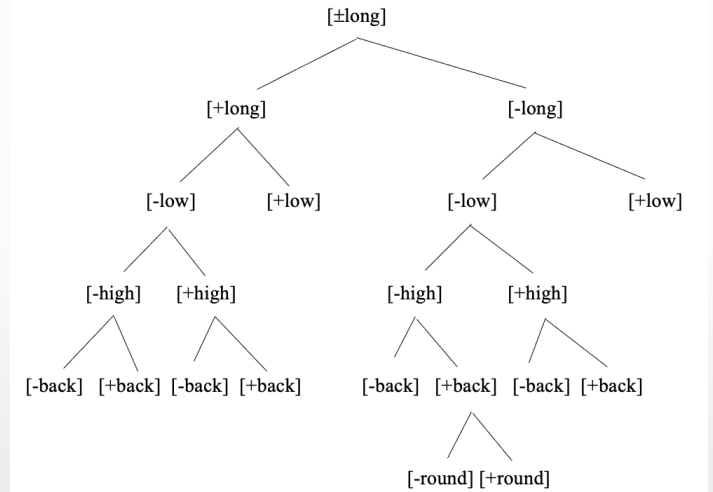 [±long]
[+long] [-long]
[-low] [+low] [-low] [+low]
[-high] [+high] [-high] [+high]
[-back] [+back] [-back] [+back] [-back] [+back] [-back] [+back]
[-round] [+round]